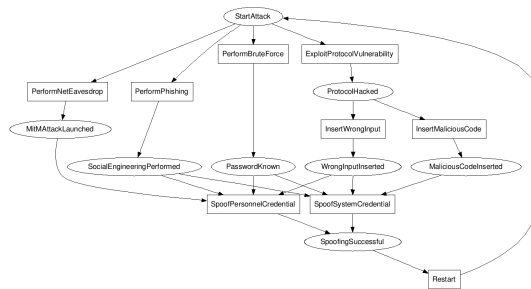 StartAttack
PerformBruteForce
ExploitProtocolVulnerability
PerformNetEavesdrop
PerformPhishing
ProtocolHacked
MitMAttackLaunched
InsertWrongInput
InsertMaliciousCode
SocialEngineeringPerformed
PasswordKnown
WrongInputInserted
MaliciousCodeInserted
SpoofPersonnelCredential
SpoofSystemCredential
SpoofingSuccessful
Restart